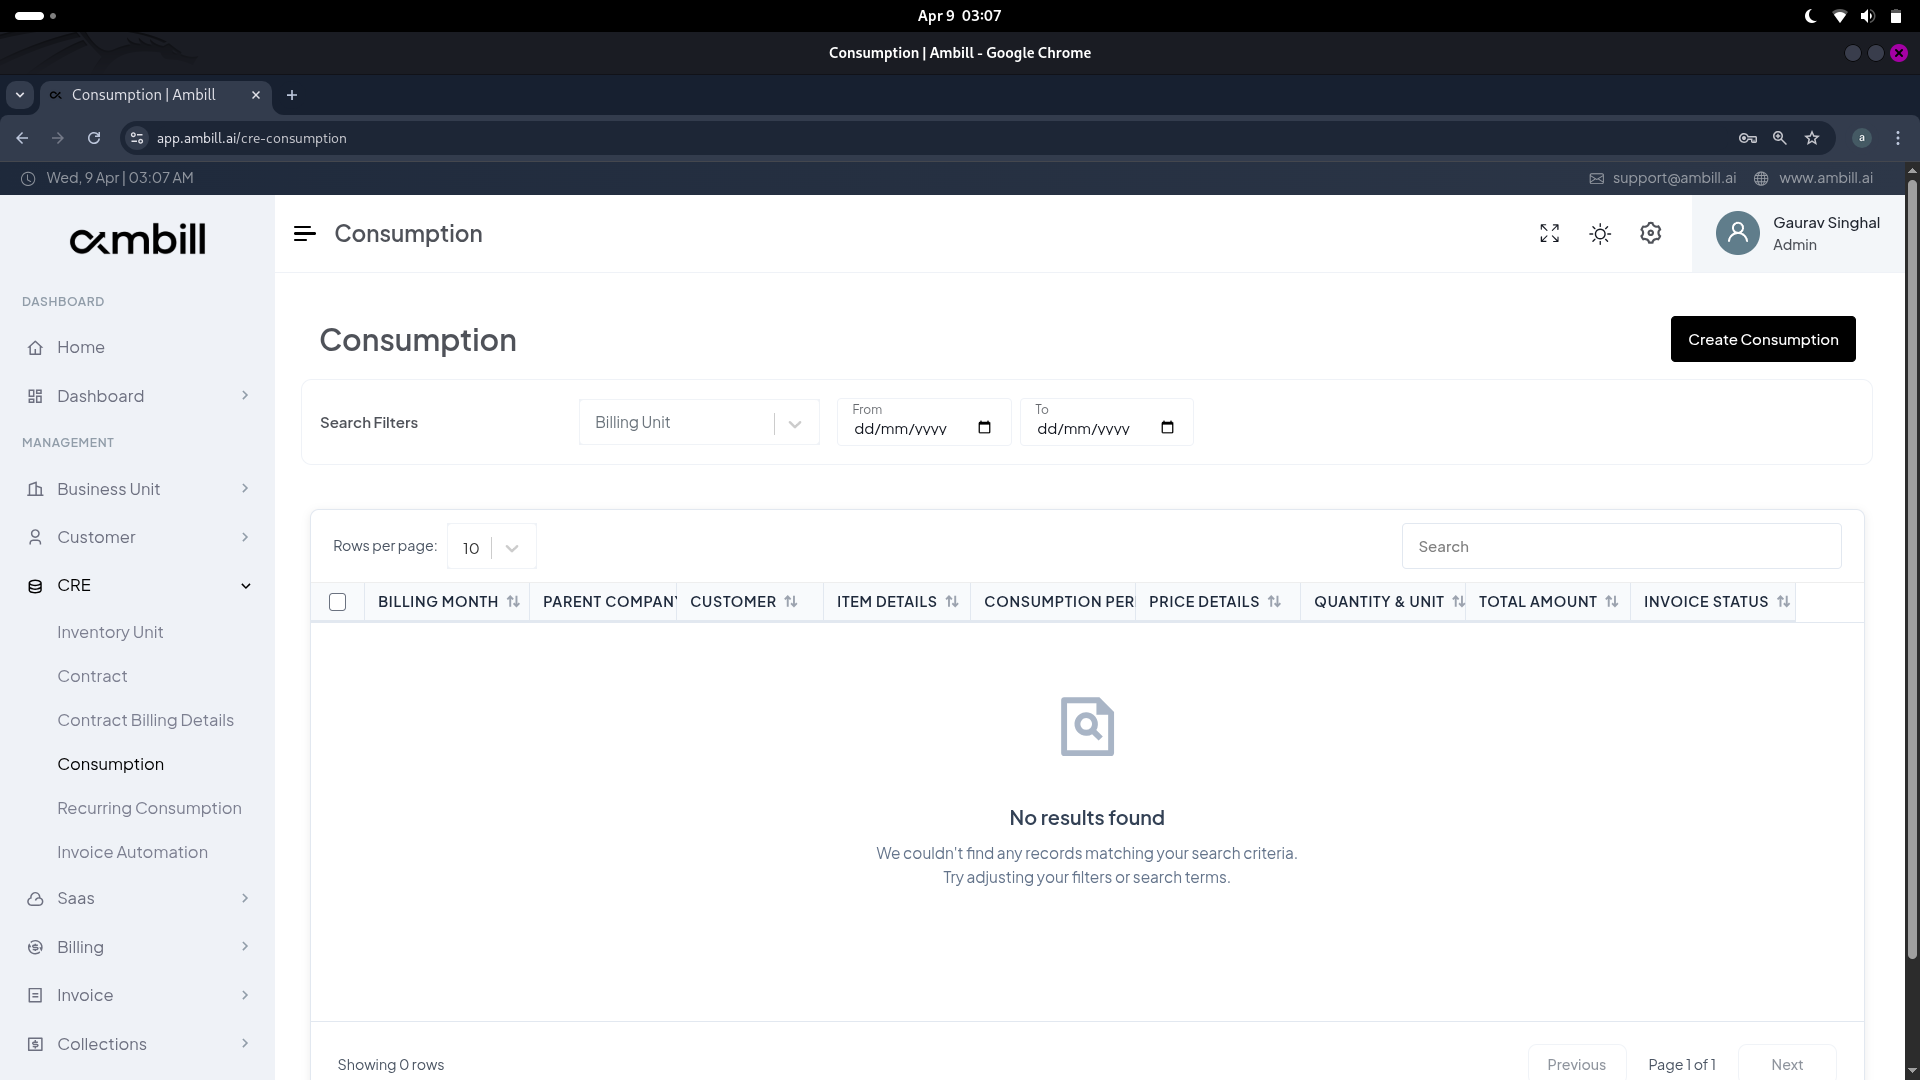 Apr 9 03:07
Consumption | Ambill - Google Chrome
Consumption | Ambill
app.ambill.ai/cre-consumption
a
Wed, 9 Apr | 03:07 AM
support@ambill.ai
www.ambill.ai
ambill
Consumption
Gaurav Singhal
Admin
DASHBOARD
Home
Dashboard
MANAGEMENT
Business Unit
Customer
CRE
Inventory Unit
Contract
Contract Billing Details
Consumption
Recurring Consumption
Invoice Automation
Saas
Billing
Invoice
Collections
Consumption
Create Consumption
Search Filters
Billing Unit
From
dd/mm/yyyy
To
dd/mm/yyyy
Rows per page:
10
Search
BILLING MONTH
PARENT COMPANY
CUSTOMER
ITEM DETAILS
CONSUMPTION PER
PRICE DETAILS
QUANTITY & UNIT
TOTAL AMOUNT
INVOICE STATUS
No results found
We couldn't find any records matching your search criteria.
Try adjusting your filters or search terms.
Showing 0 rows
Previous
Page 1 of 1
Next